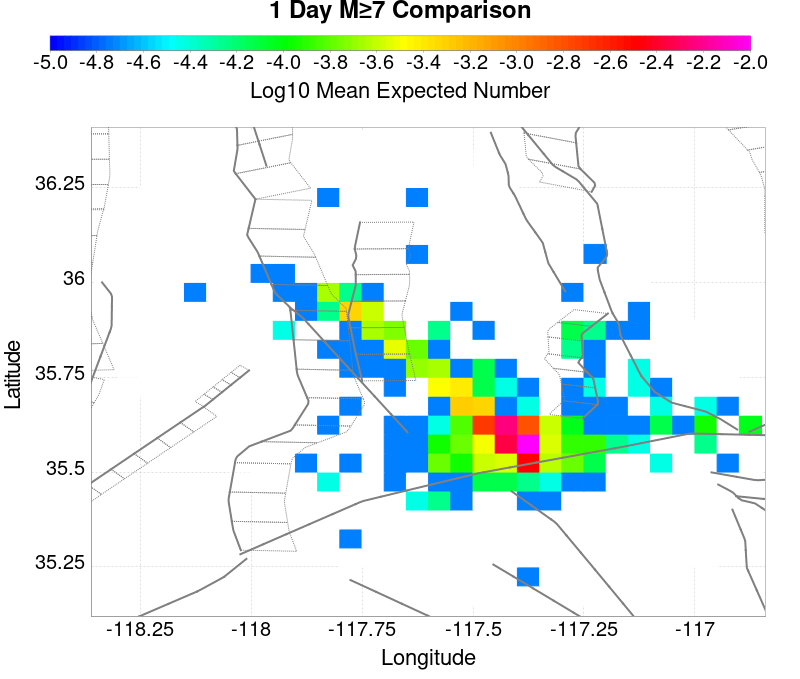 1 Day M≥7 Comparison
-5.0 -4.8 -4.6 -4.4 -4.2 -4.0 -3.8 -3.6 -3.4 -3.2 -3.0 -2.8 -2.6 -2.4 -2.2 -2.0
Log10 Mean Expected Number
36.25
36
35.75
35.5
35.25
Latitude
-118.25 -118 -117.75 -117.5 -117.25 -117
Longitude